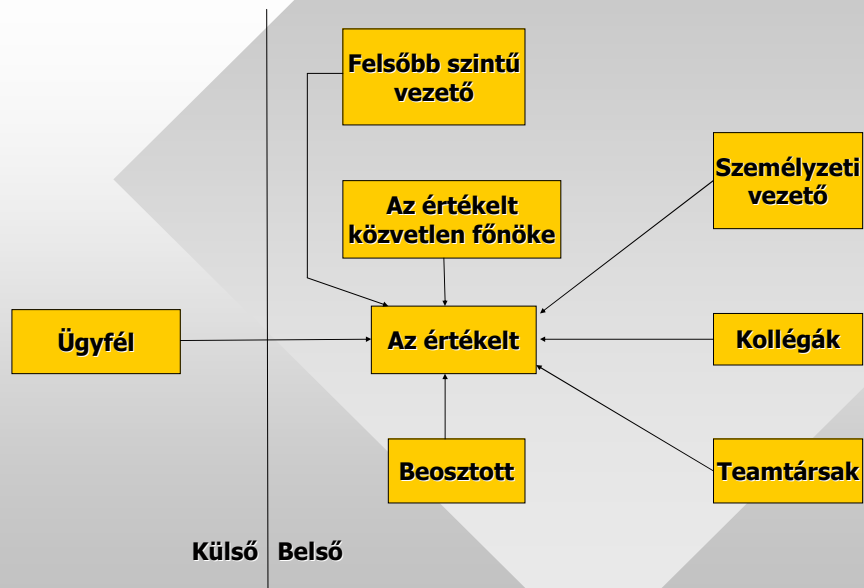 Felsőbb szintű
vezető
Személyzeti
vezető
Az értékelt
közvetlen főnöke
Ügyfél
Az értékelt
Kollégák
Beosztott
Teamtársak
Külső
Belső